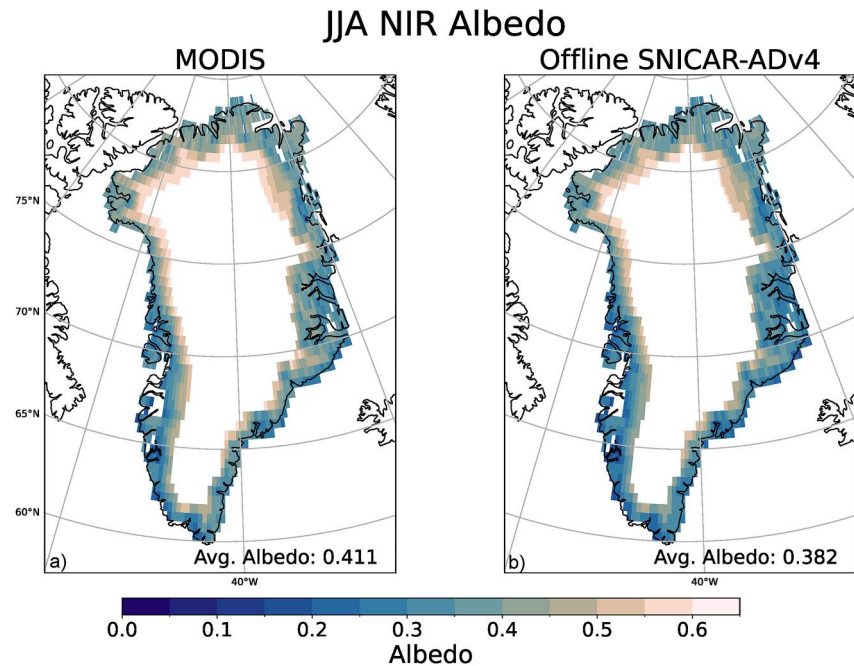 JJA NIR Albedo
MODIS
Offline SNICAR-ADv4
75°N
70°N
65°N
60°N
a)
Avg. Albedo: 0.411
b)
Avg. Albedo: 0.382
40°W
40°W
0.0 0.1 0.2 0.3 0.4 0.5 0.6
Albedo